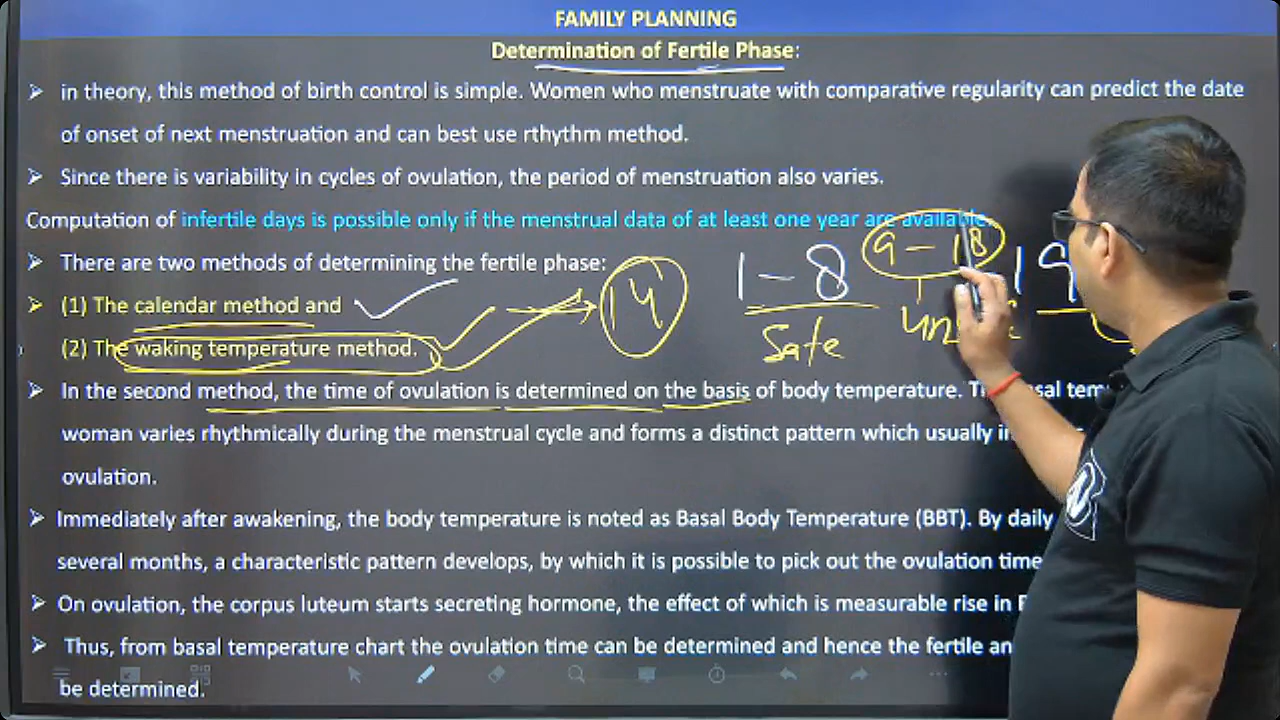 FAMILY PLANNING
Determination of Fertile Phase:
➢ in theory, this method of birth control is simple. Women who menstruate with comparative regularity can predict the date
of onset of next menstruation and can best use rthythm method.
➢ Since there is variability in cycles of ovulation, the period of menstruation also varies.
Computation of infertile days is possible only if the menstrual data of at least one year are available.
➢ There are two methods of determining the fertile phase:
➢ (1) The calendar method and
(2) The waking temperature method.
14
1 - 8
Safe
9 - 18
19
➢ In the second method, the time of ovulation is determined on the basis of body temperature.
woman varies rhythmically during the menstrual cycle and forms a distinct pattern which usually
ovulation.
➢ Immediately after awakening, the body temperature is noted as Basal Body Temperature (BBT). By daily
several months, a characteristic pattern develops, by which it is possible to pick out the ovulation time
➢ On ovulation, the corpus luteum starts secreting hormone, the effect of which is measurable rise in
➢ Thus, from basal temperature chart the ovulation time can be determined and hence the fertile
be determined.